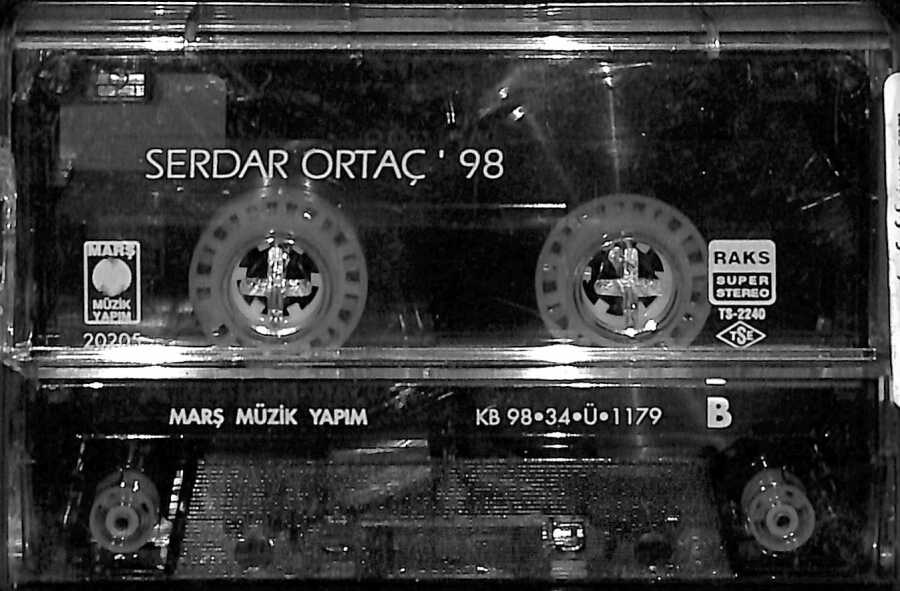 SERDAR ORTAÇ ' 98
MARŞ
MÜZİK
YAPIM
RAKS
SUPER
STEREO
TS-2240
TSE
20205
MARŞ MÜZİK YAPIM
KB 98•34•Ü•1179
B